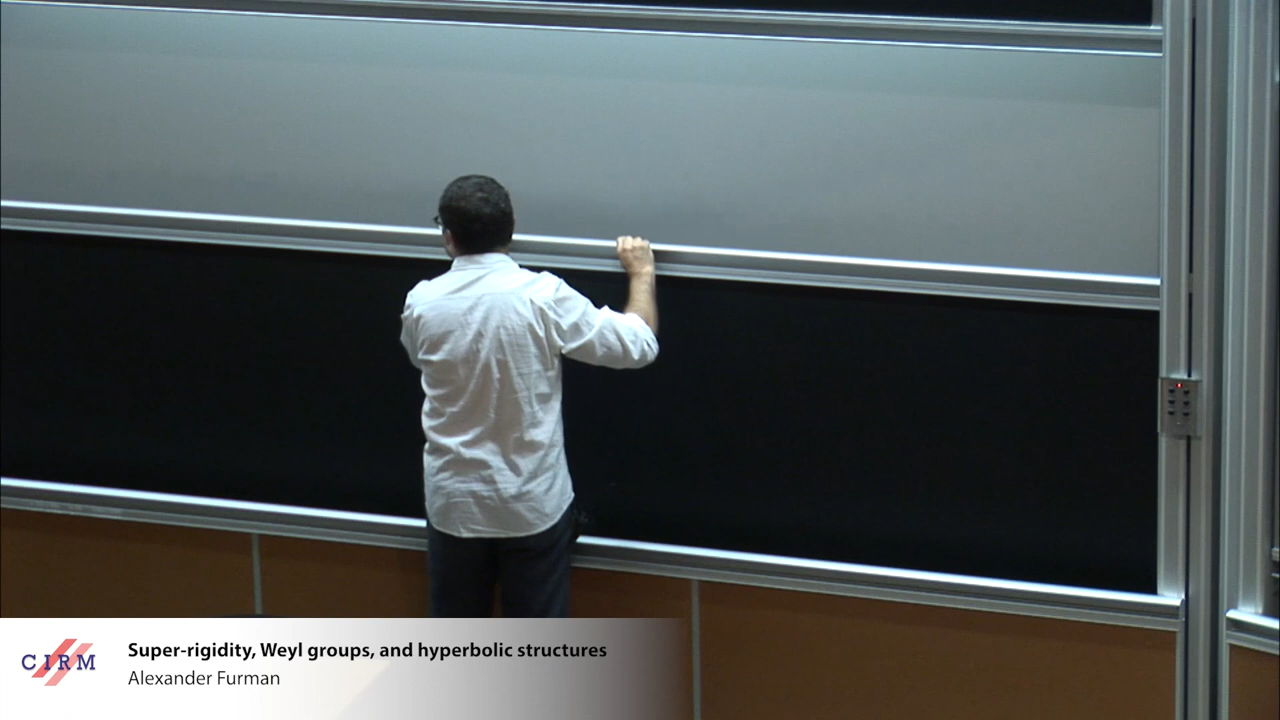 CIRM
Super-rigidity, Weyl groups, and hyperbolic structures
Alexander Furman